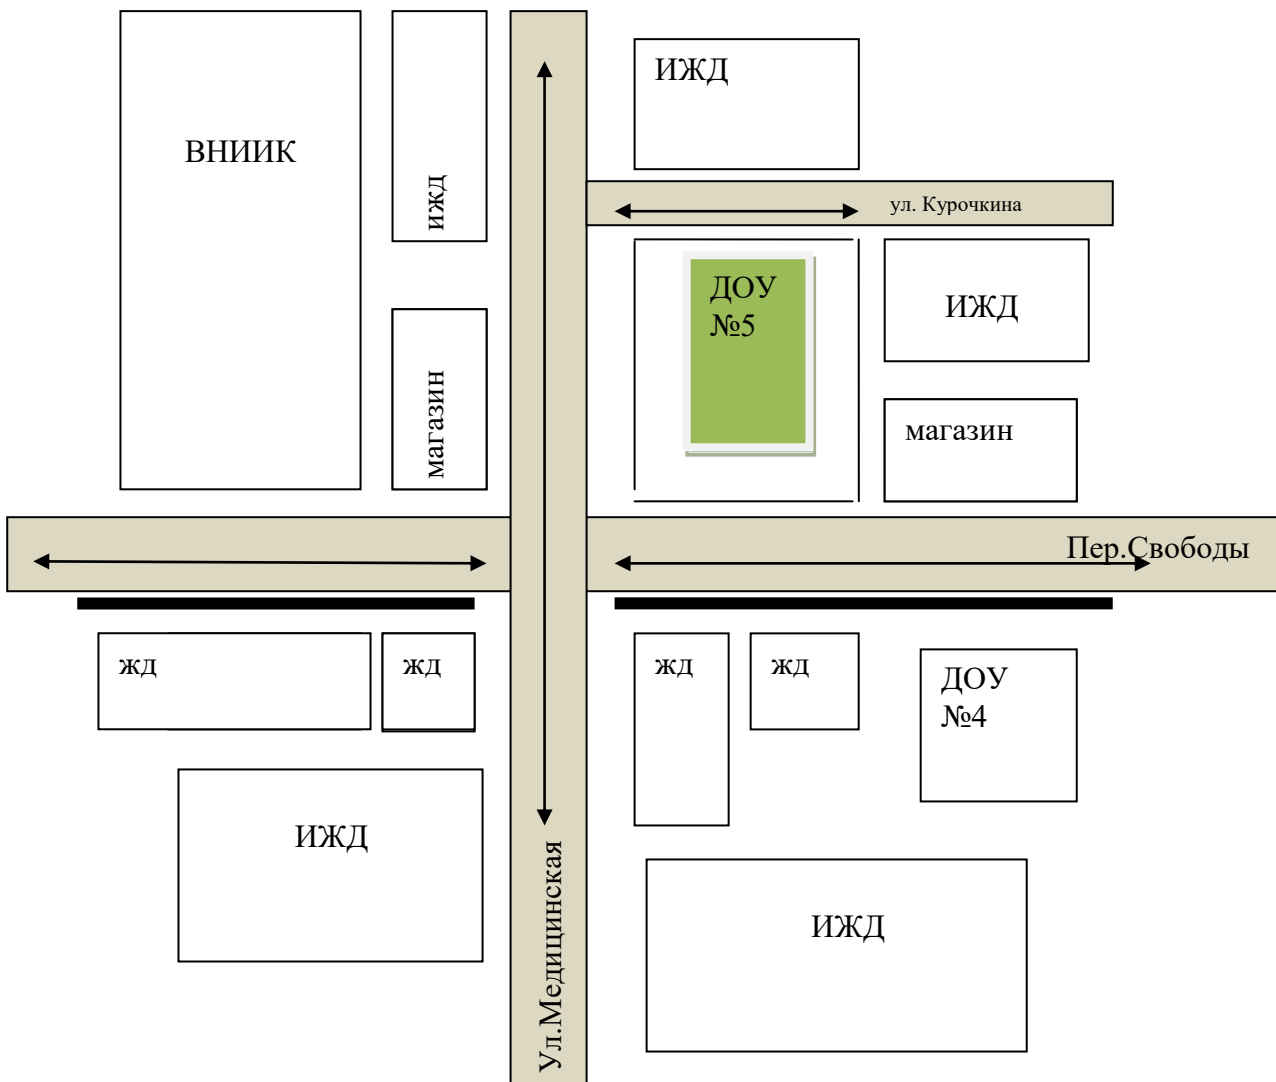 ИЖД
ВНИИК
ижд
ул. Курочкина
ДОУ
№5
ИЖД
магазин
магазин
Пер.Свободы
жд
жд
жд
жд
ДОУ
№4
ИЖД
ИЖД
Ул.Медицинская